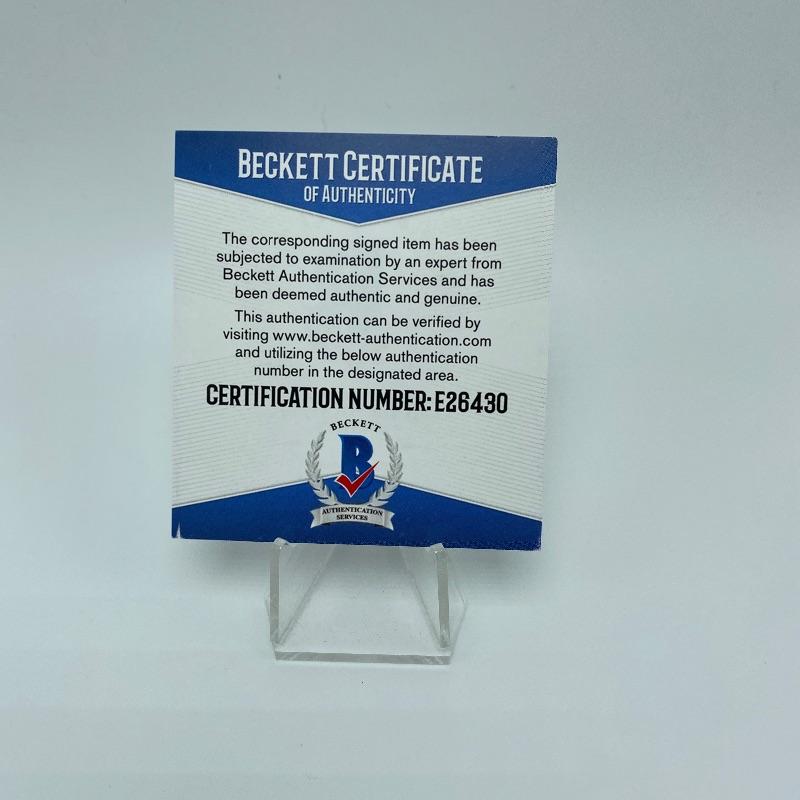 BECKETT CERTIFICATE
OF AUTHENTICITY
The corresponding signed item has been
subjected to examination by an expert from
Beckett Authentication Services and has
been deemed authentic and genuine.
This authentication can be verified by
visiting www.beckett-authentication.com
and utilizing the below authentication
number in the designated area.
CERTIFICATION NUMBER: E26430
BECKETT
B
AUTHENTICATION
SERVICES